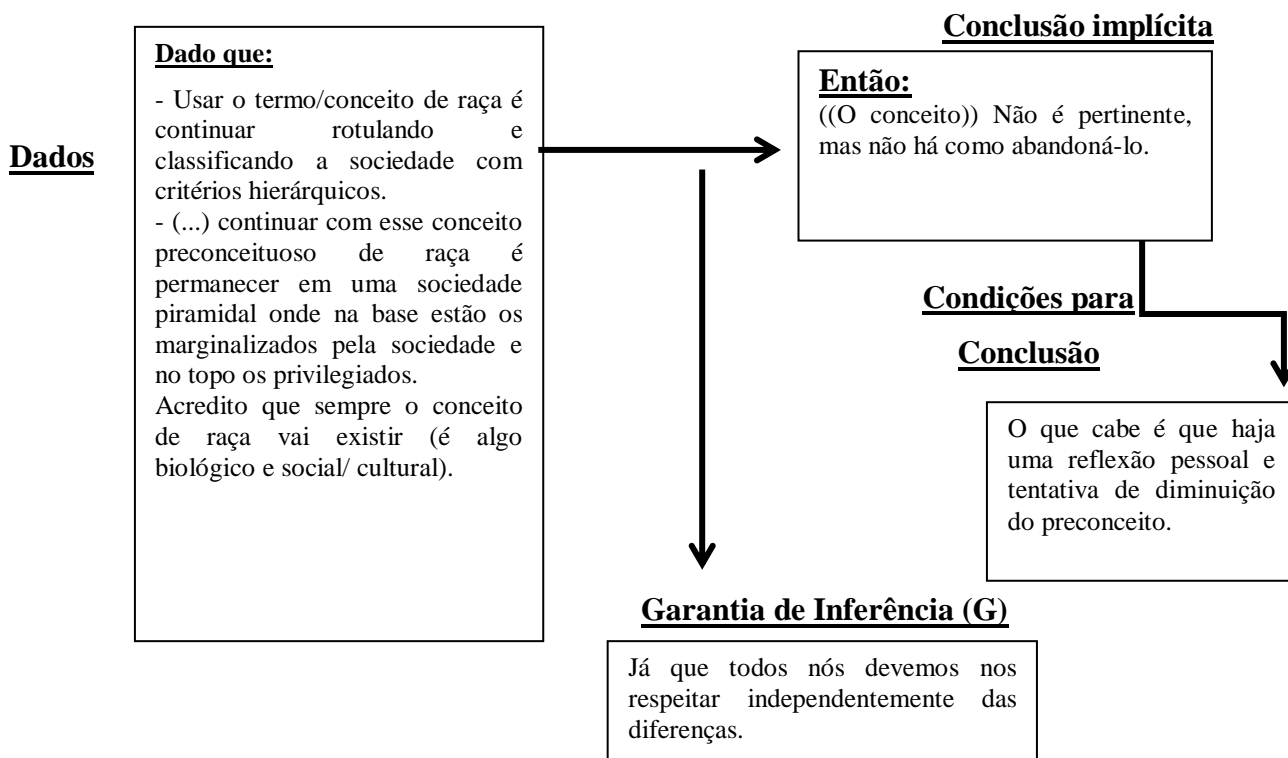 Dados
Dado que:
- Usar o termo/conceito de raça é
continuar rotulando e
classificando a sociedade com
critérios hierárquicos.
- (...) continuar com esse conceito
preconceituoso de raça é
permanecer em uma sociedade
piramidal onde na base estão os
marginalizados pela sociedade e
no topo os privilegiados.
Acredito que sempre o conceito
de raça vai existir (é algo
biológico e social/ cultural).
Conclusão implícita
Então:
((O conceito)) Não é pertinente,
mas não há como abandoná-lo.
Condições para
Conclusão
O que cabe é que haja
uma reflexão pessoal e
tentativa de diminuição
do preconceito.
Garantia de Inferência (G)
Já que todos nós devemos nos
respeitar independentemente das
diferenças.